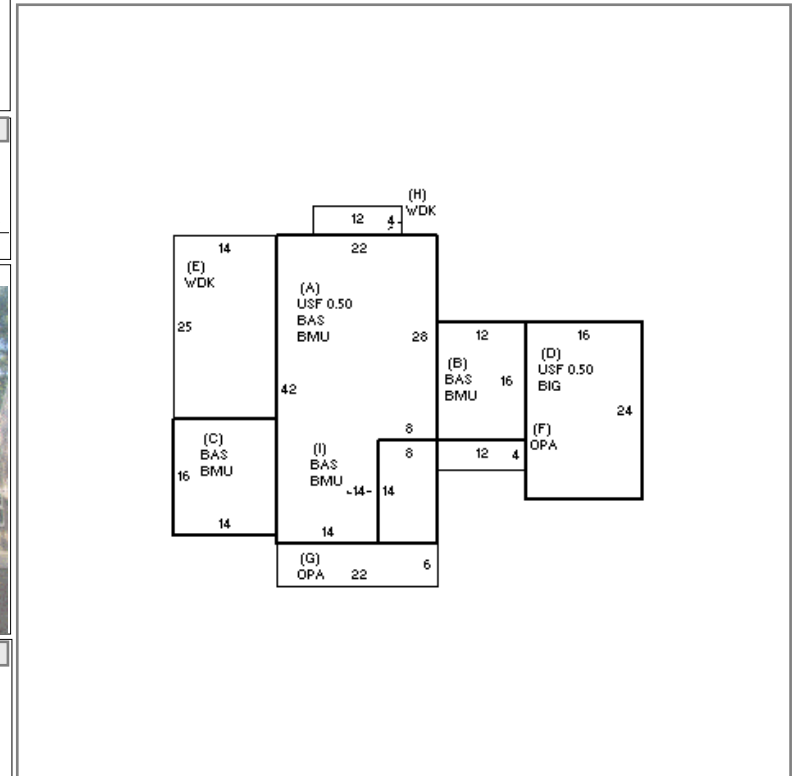 (H)
WDK
12 4
22
14
(E)
WDK
25
(A)
USF 0.50
BAS
BMU
28
12
16
(B)
BAS
BMU
16
(D)
USF 0.50
BIG
24
42
(C)
BAS
BMU
16
14
(I)
BAS
BMU
8
8
-14-
14
14
(F)
OPA
12 4
(G)
OPA
22
6